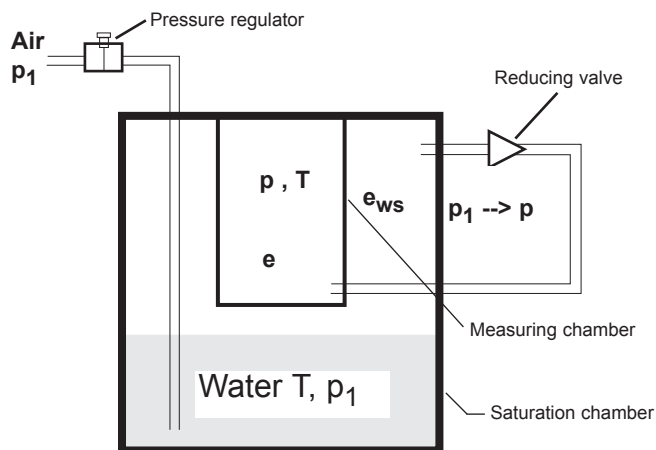 Pressure regulator
Air
p1
Reducing valve
p , T
ews
p1 --> p
e
Measuring chamber
Water T, p1
Saturation chamber